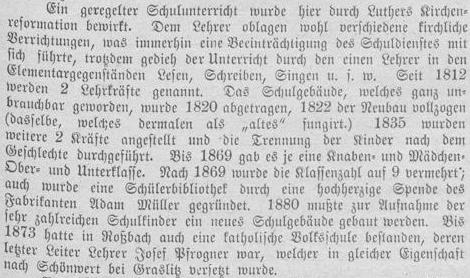 Ein geregelter Schulunterricht wurde hier durch Luthers Kirchen-
reformation bewirkt. Dem Lehrer oblagen wohl verschiedene kirchliche
Verrichtungen, was immerhin eine Beeinträchtigung des Schuldienstes mit
sich führte, trotzdem gedieh der Unterricht durch den einen Lehrer in den
Elementargegenständen Lesen, Schreiben, Singen u. s. w. Seit 1812
werden 2 Lehrkräfte genannt. Das Schulgebäude, welches ganz un-
brauchbar geworden, wurde 1820 abgetragen, 1822 der Neubau vollzogen
(dasselbe, welches dermalen als „altes“ fungirt.) 1835 wurden
weitere 2 Kräfte angestellt und die Trennung der Kinder nach dem
Geschlechte durchgeführt. Bis 1869 gab es je eine Knaben- und Mädchen-
Ober- und Unterklasse. Nach 1869 wurde die Klassenzahl auf 9 vermehrt;
auch wurde eine Schülerbibliothek durch eine hochherzige Spende des
Fabrikanten Adam Müller gegründet. 1880 mußte zur Aufnahme der
sehr zahlreichen Schulkinder ein neues Schulgebäude gebaut werden. Bis
1873 hatte in Roßbach auch eine katholische Volksschule bestanden, deren
letzter Leiter Lehrer Josef Pfrogner war, welcher in gleicher Eigenschaft
nach Schönwert bei Graslitz versetzt wurde.